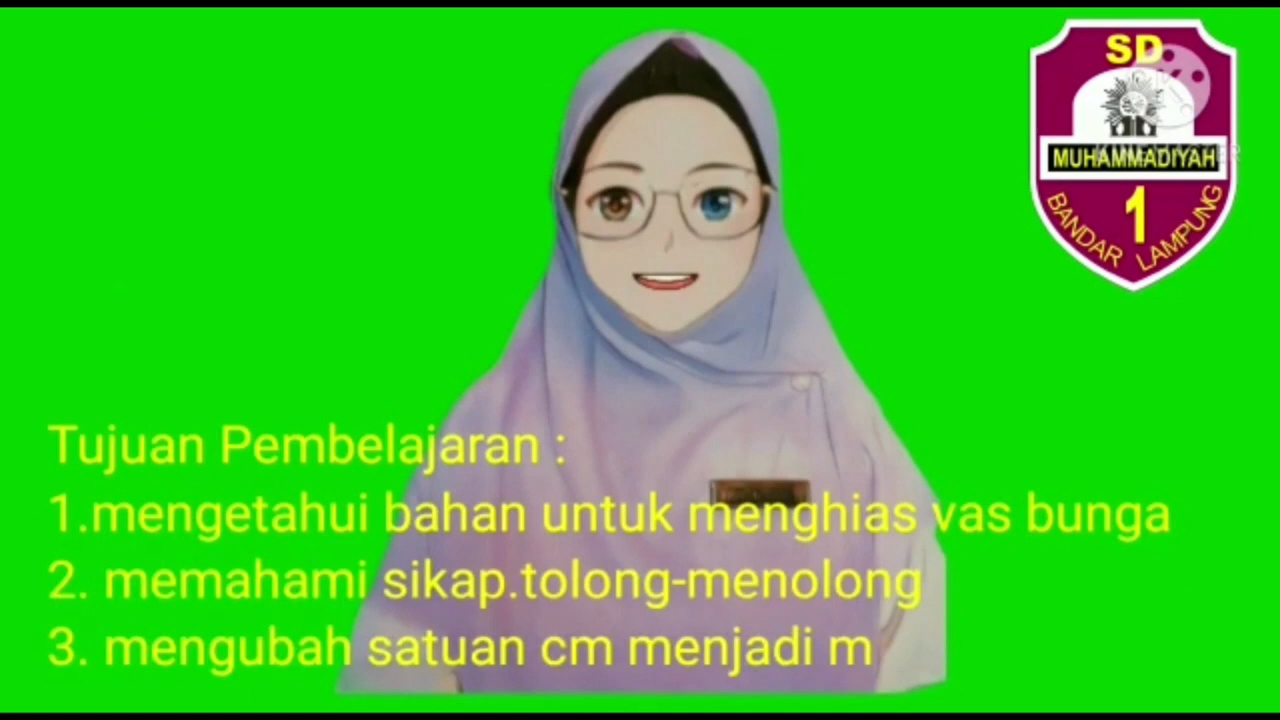 SD
MUHAMMADIYAH
1
BANDAR LAMPUNG
Tujuan Pembelajaran :
1.mengetahui bahan untuk menghias vas bunga
2. memahami sikap.tolong-menolong
3. mengubah satuan cm menjadi m